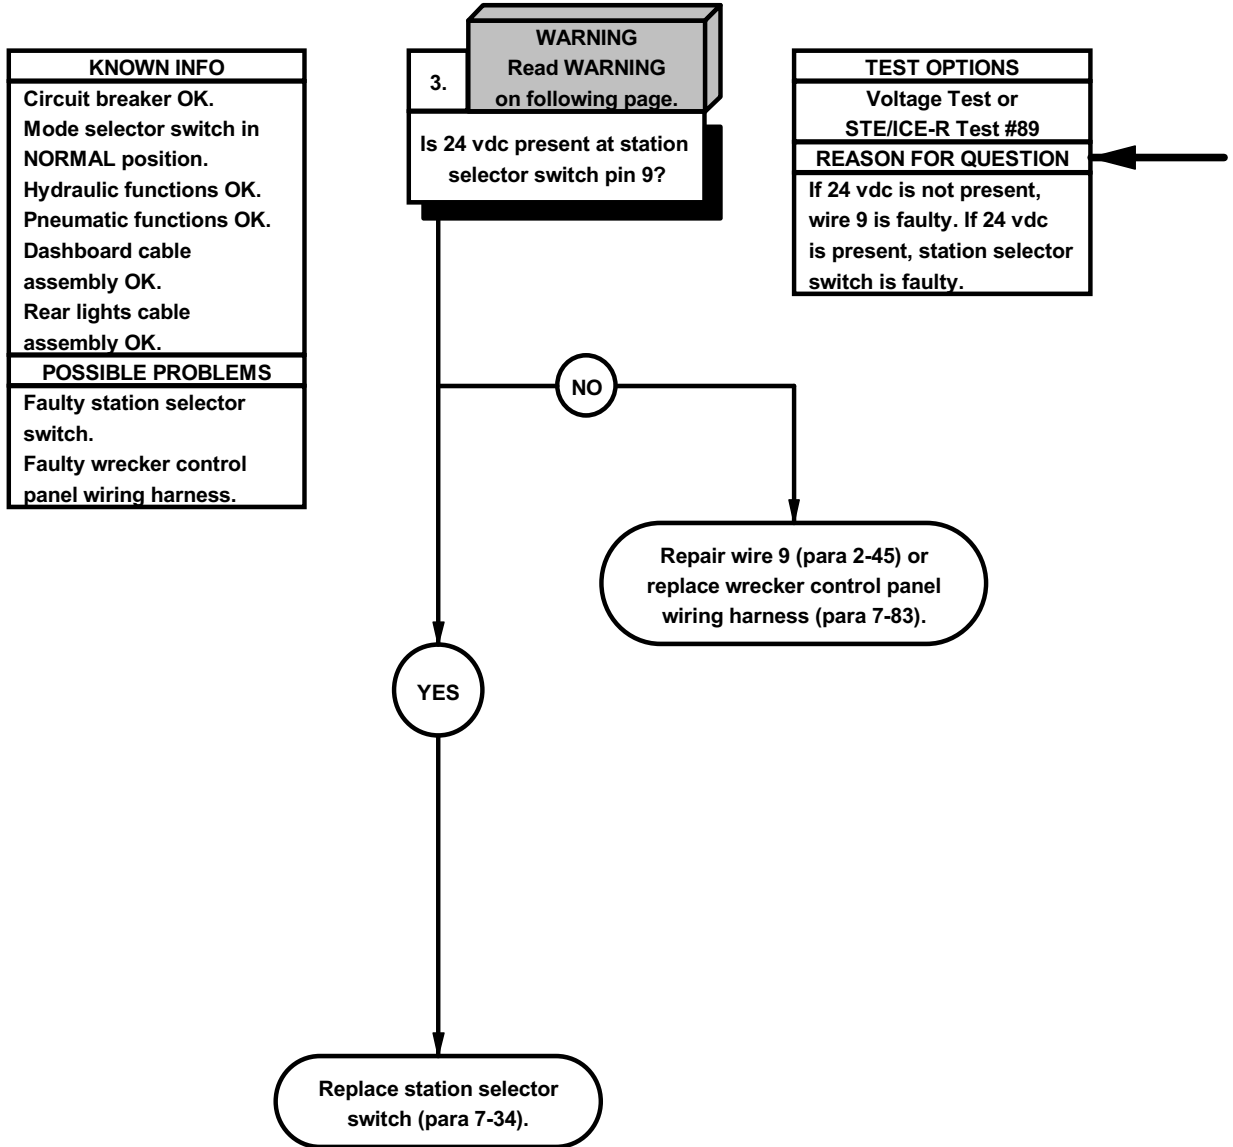 KNOWN INFO
Circuit breaker OK.
Mode selector switch in
NORMAL position.
Hydraulic functions OK.
Pneumatic functions OK.
Dashboard cable
assembly OK.
Rear lights cable
assembly OK.
POSSIBLE PROBLEMS
Faulty station selector
switch.
Faulty wrecker control
panel wiring harness.
WARNING
Read WARNING
on following page.
3.
Is 24 vdc present at station
selector switch pin 9?
TEST OPTIONS
Voltage Test or
STE/ICE-R Test #89
REASON FOR QUESTION
If 24 vdc is not present,
wire 9 is faulty. If 24 vdc
is present, station selector
switch is faulty.
NO
Repair wire 9 (para 2-45) or
replace wrecker control panel
wiring harness (para 7-83).
YES
Replace station selector
switch (para 7-34).